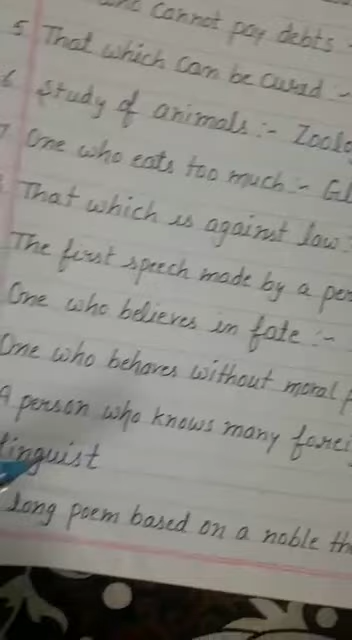 cannot pay debts -
5 That which can be cured -
6 Study of animals :- Zoolo
7 One who eats too much :- Gl
That which is against law :
The first speech made by a per
One who believes in fate :-
One who behaves without moral p
A person who knows many forei
linguist
long poem based on a noble th